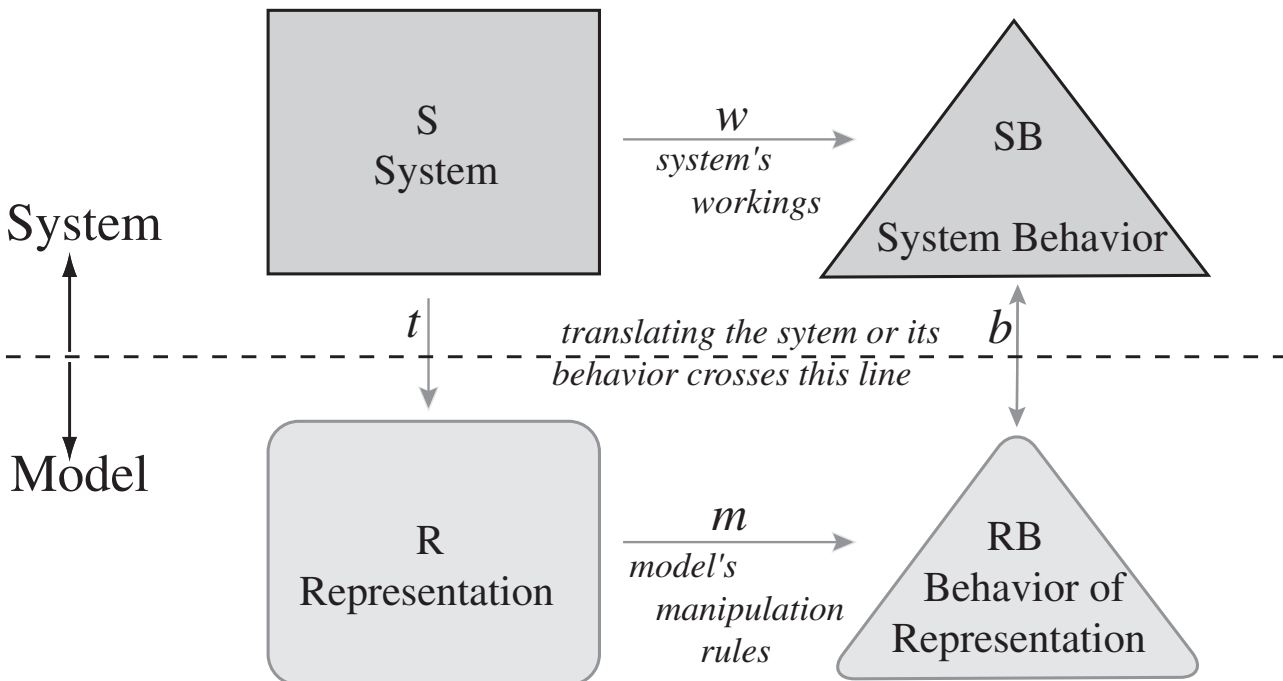 S
System
w
system's
workings
SB
System Behavior
System
t
translating the sytem or its
behavior crosses this line
b
Model
R
Representation
m
model's
manipulation
rules
RB
Behavior of
Representation